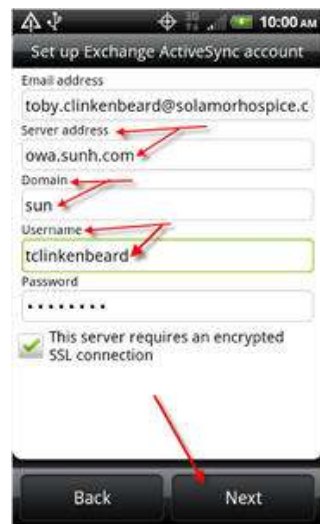 10:00 AM
Set up Exchange ActiveSync account
Email address
toby.clinkenbeard@solamorhospice.c
Server address
owa.sunh.com
Domain
sun
Username
tclinkenbeard
Password
••••••••
This server requires an encrypted
SSL connection
Back
Next